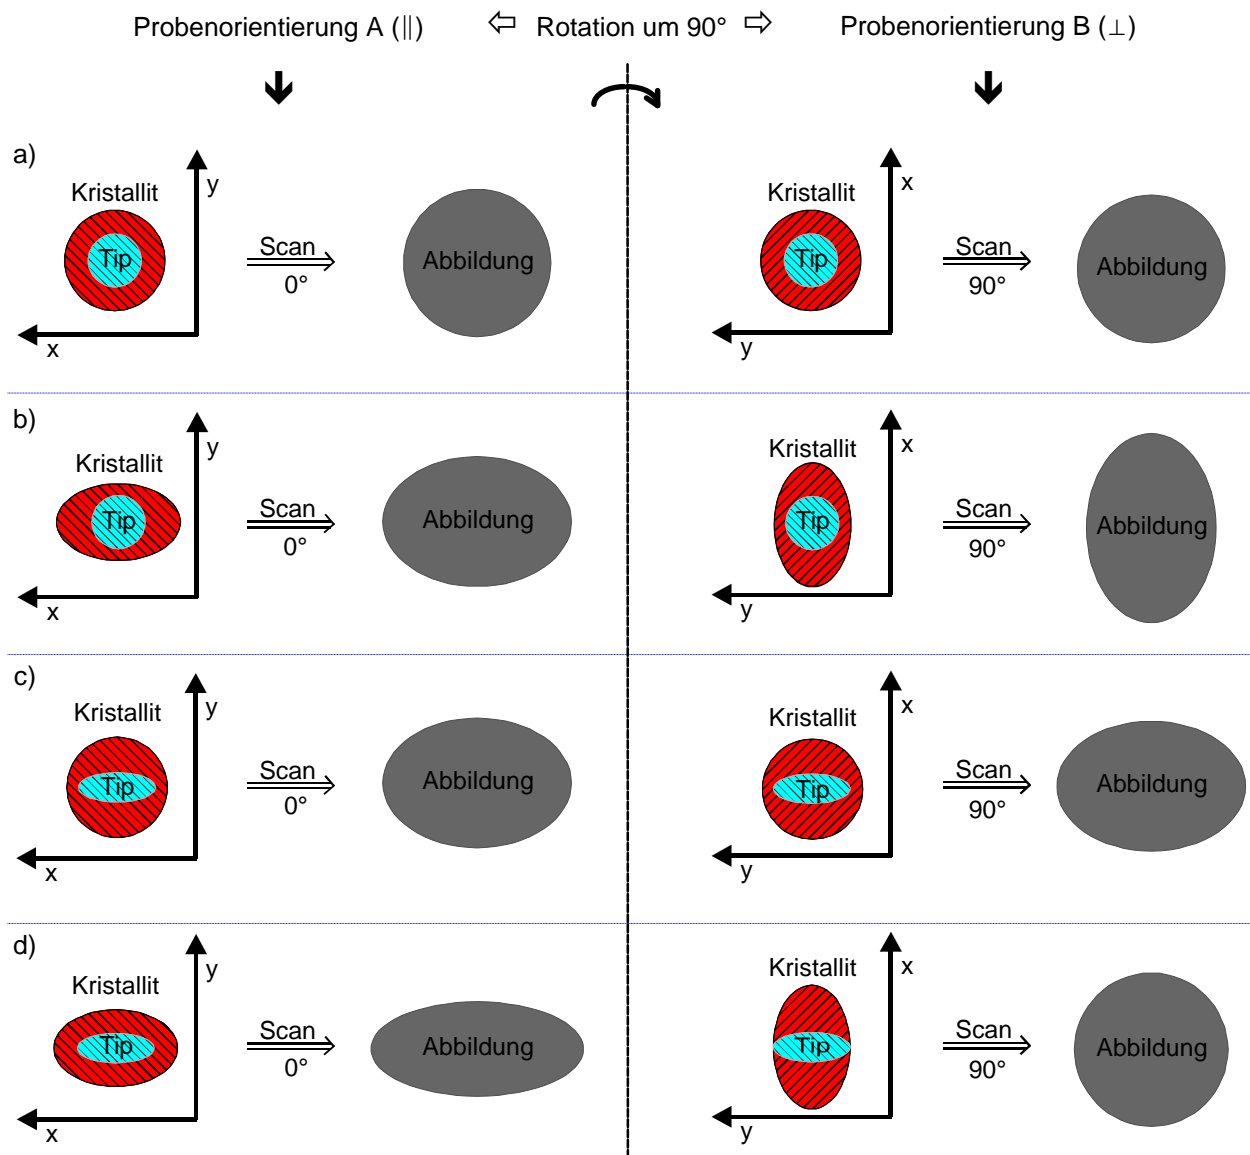 Probenorientierung A (||) ⇦ Rotation um 90° ⇨ Probenorientierung B (⊥)
a)
Kristallit
Tip
y
x
Scan
0°
Abbildung
Kristallit
Tip
x
y
Scan
90°
Abbildung
b)
Kristallit
Tip
y
x
Scan
0°
Abbildung
Kristallit
Tip
x
y
Scan
90°
Abbildung
c)
Kristallit
Tip
y
x
Scan
0°
Abbildung
Kristallit
Tip
x
y
Scan
90°
Abbildung
d)
Kristallit
Tip
y
x
Scan
0°
Abbildung
Kristallit
Tip
x
y
Scan
90°
Abbildung